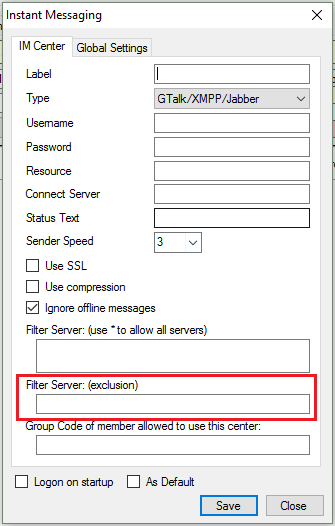 Instant Messaging
IM Center Global Settings
Label
Type GTalk/XMPP/Jabber
Username
Password
Resource
Connect Server
Status Text
Sender Speed 3
Use SSL
Use compression
Ignore offline messages
Filter Server: (use * to allow all servers)
Filter Server: (exclusion)
Group Code of member allowed to use this center:
Logon on startup As Default
Save Close